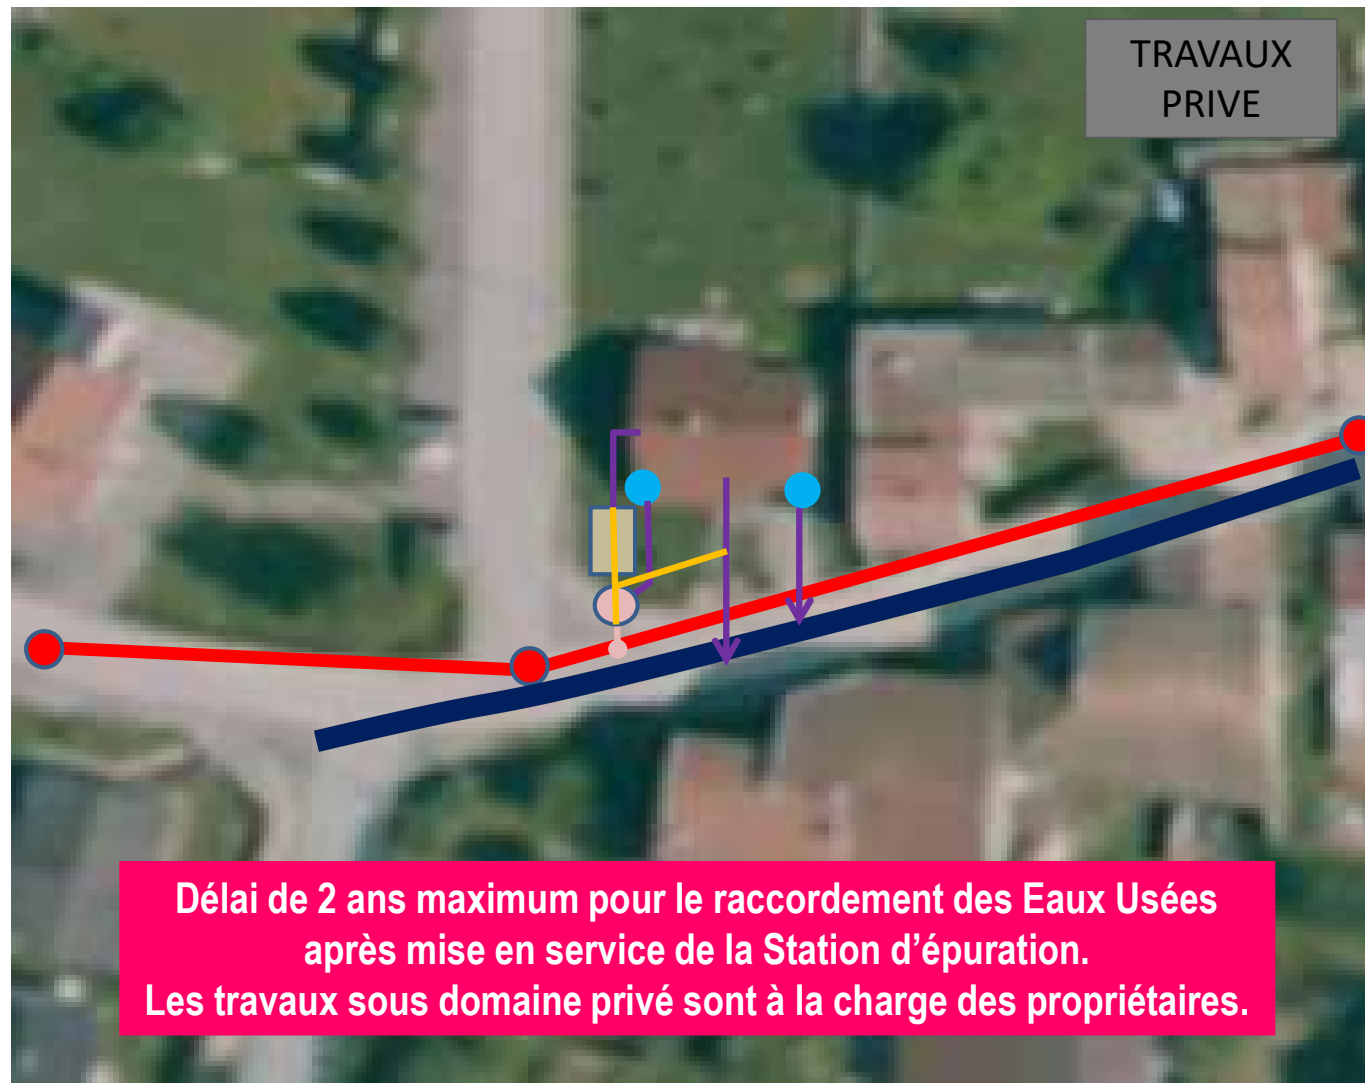 TRAVAUX
PRIVE
Délai de 2 ans maximum pour le raccordement des Eaux Usées
après mise en service de la Station d’épuration.
Les travaux sous domaine privé sont à la charge des propriétaires.